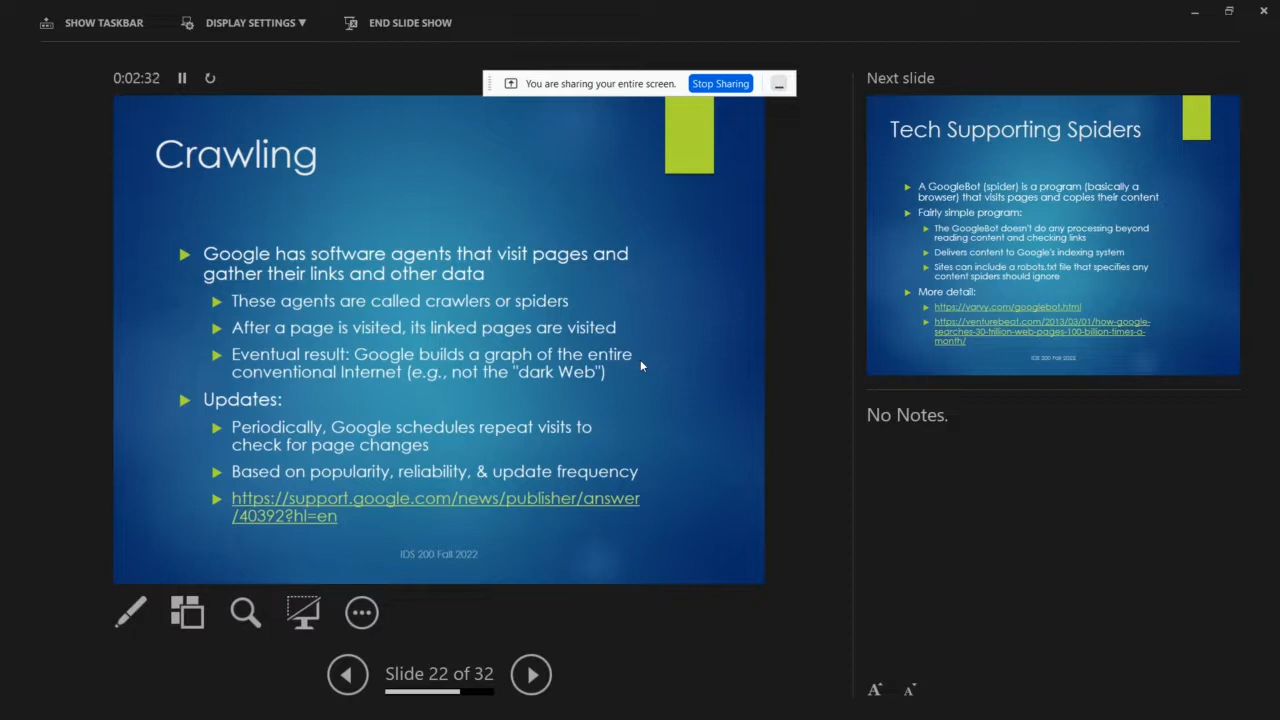 SHOW TASKBAR
DISPLAY SETTINGS ▼
END SLIDE SHOW
0:02:32
You are sharing your entire screen.
Stop Sharing
Crawling
Google has software agents that visit pages and
gather their links and other data
These agents are called crawlers or spiders
After a page is visited, its linked pages are visited
Eventual result: Google builds a graph of the entire
conventional Internet (e.g., not the "dark Web")
Updates:
Periodically, Google schedules repeat visits to
check for page changes
Based on popularity, reliability, & update frequency
https://support.google.com/news/publisher/answer
/40392?hl=en
IDS 200 Fall 2022
Slide 22 of 32
Next slide
Tech Supporting Spiders
A GoogleBot (spider) is a program (basically a
browser) that visits pages and copies their content
Fairly simple program:
The GoogleBot doesn't do any processing beyond
reading content and checking links
Delivers content to Google's indexing system
Sites can include a robots.txt file that specifies any
content spiders should ignore
More detail:
https://varvy.com/googlebot.html
https://venturebeat.com/2013/03/01/how-google-
searches-30-trillion-web-pages-100-billion-times-a-
month/
IDS 200 Fall 2022
No Notes.
A A